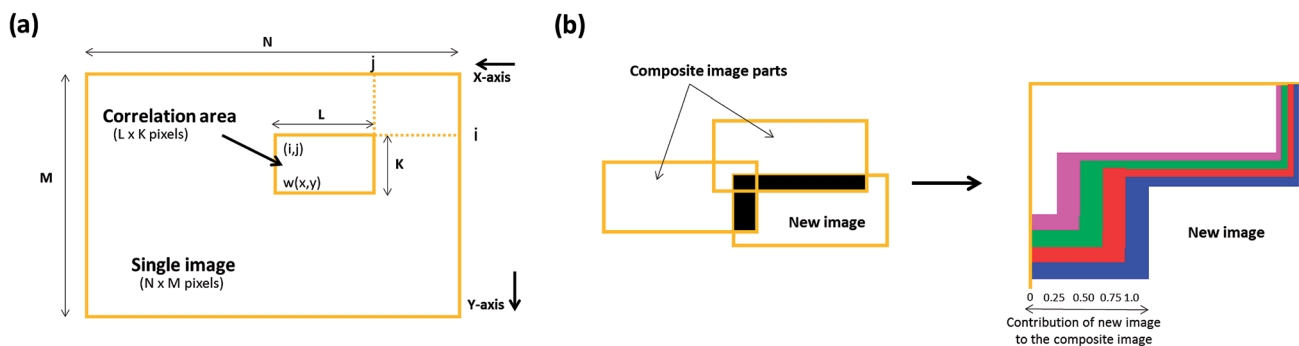 (a)
N
j
X-axis
Correlation area
(L x K pixels)
L
i
(i,j)
K
M
w(x,y)
Single image
(N x M pixels)
Y-axis
(b)
Composite image parts
New image
New image
0 0.25 0.50 0.75 1.0
Contribution of new image
to the composite image